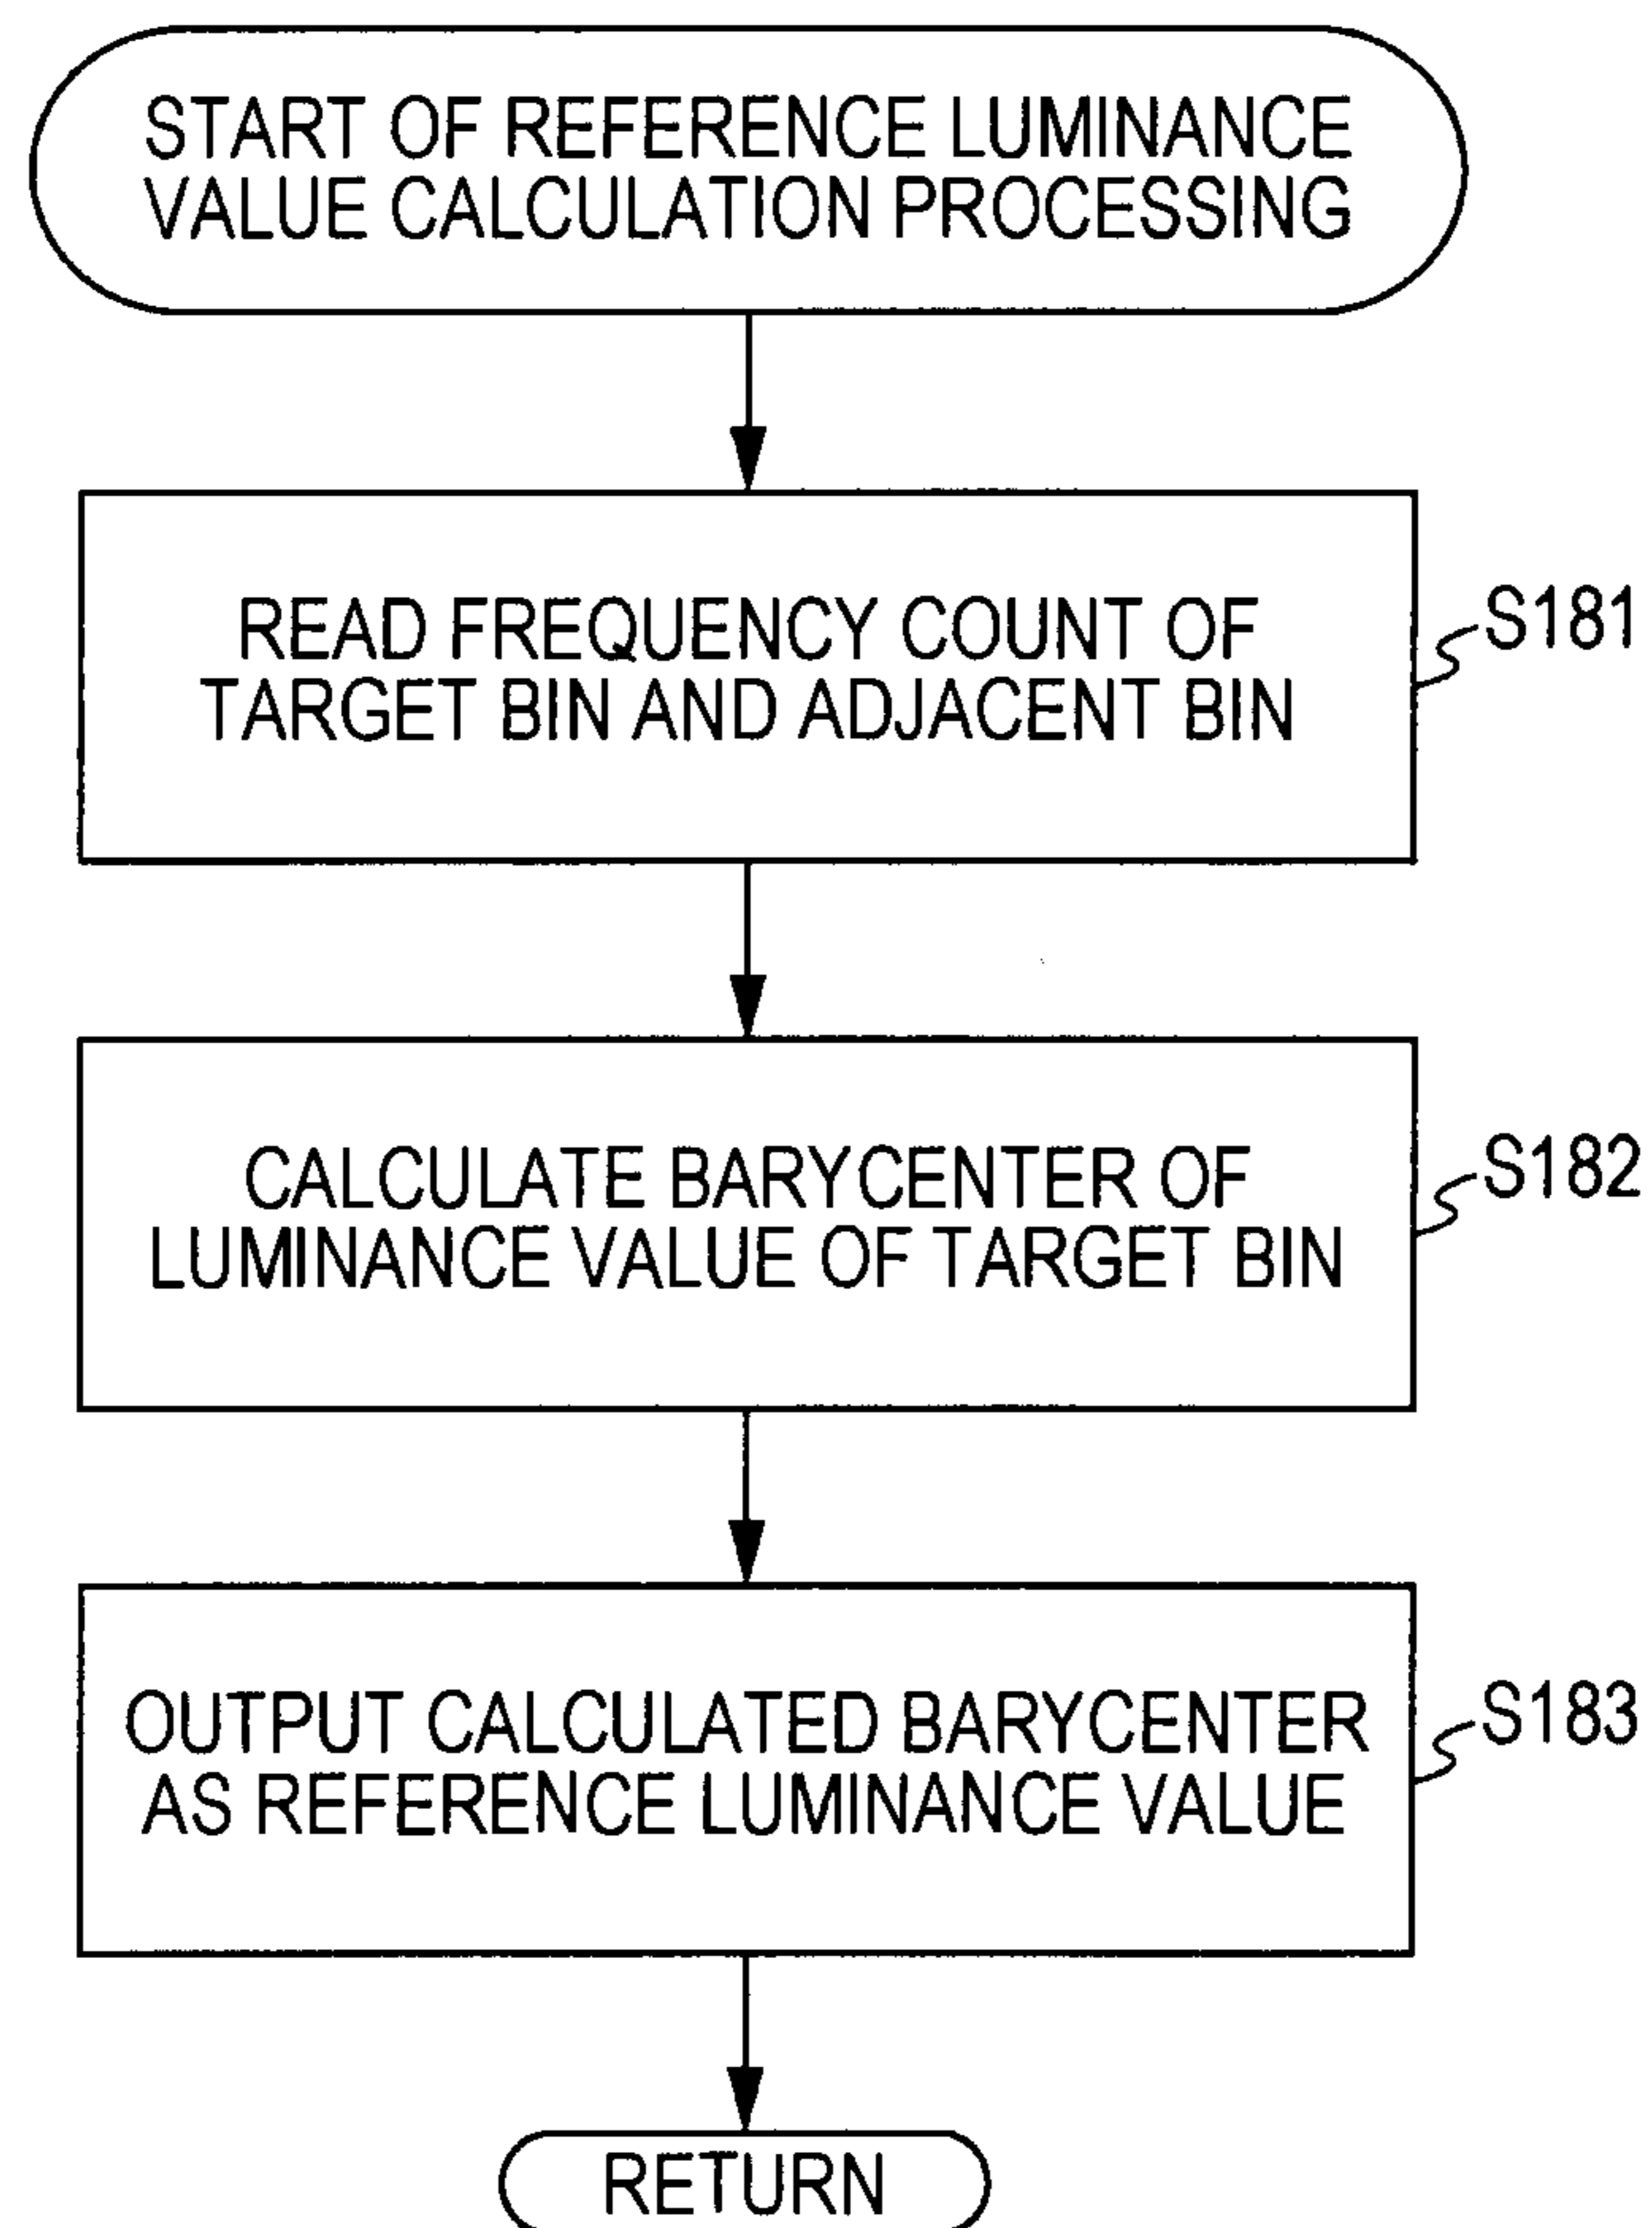 START OF REFERENCE LUMINANCE
VALUE CALCULATION PROCESSING
READ FREQUENCY COUNT OF
TARGET BIN AND ADJACENT BIN
S181
CALCULATE BARYCENTER OF
LUMINANCE VALUE OF TARGET BIN
S182
OUTPUT CALCULATED BARYCENTER
AS REFERENCE LUMINANCE VALUE
S183
RETURN